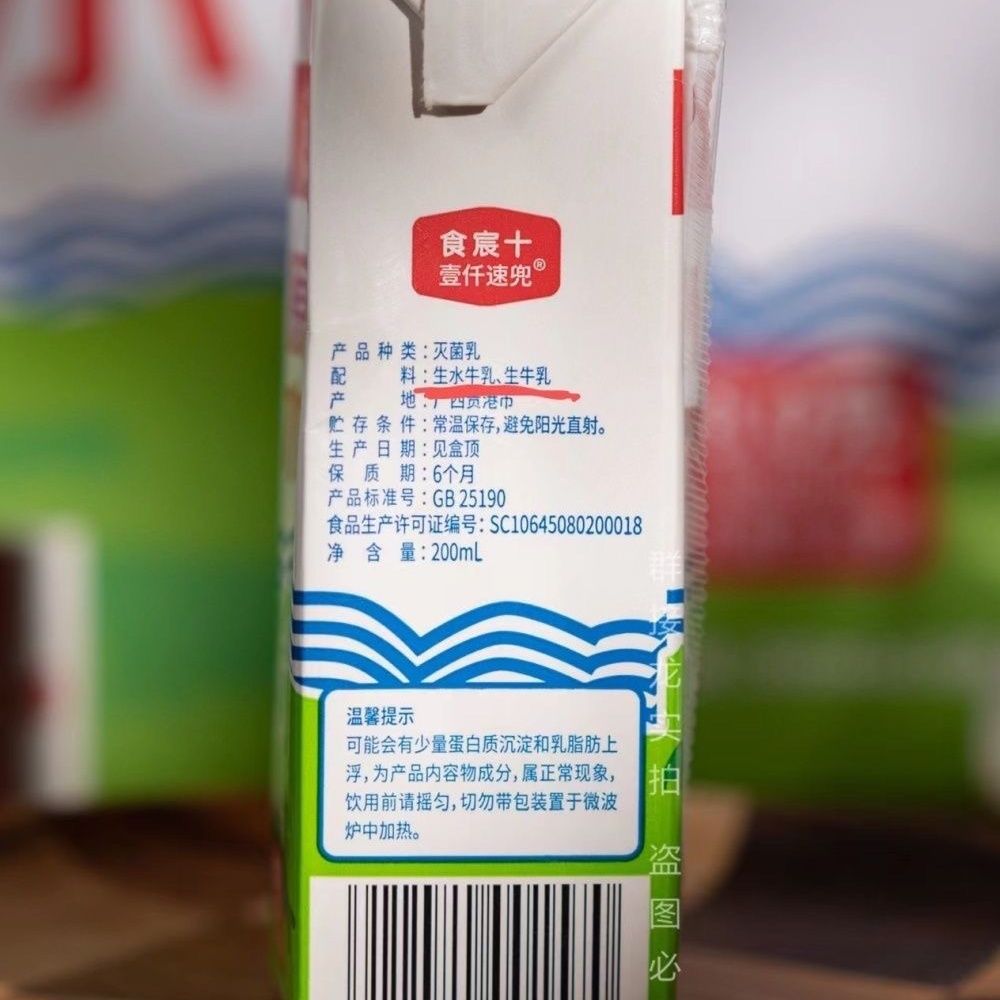 食宸十
壹仟速兜®
产品种类：灭菌乳
配料：生水牛乳、生牛乳
产地：广西贵港市
贮存条件：常温保存，避免阳光直射。
生产日期：见盒顶
保质期：6个月
产品标准号：GB 25190
食品生产许可证编号：SC10645080200018
净含量：200mL
温馨提示
可能会有少量蛋白质沉淀和乳脂肪上
浮，为产品内容物成分，属正常现象，
饮用前请摇匀，切勿带包装置于微波
炉中加热。
群接龙实拍 盗图必